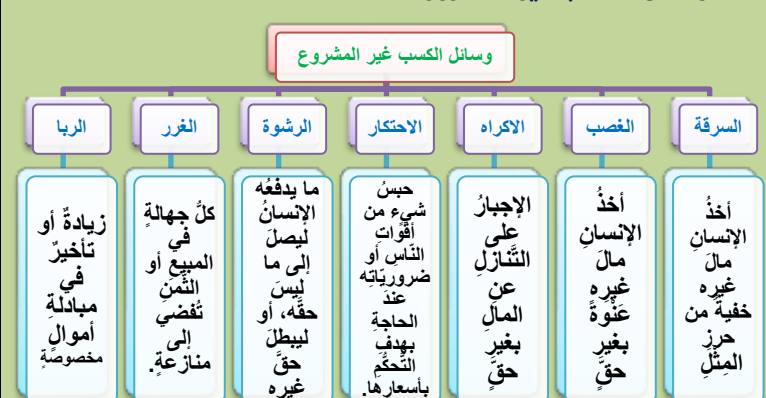 وسائل الكسب غير المشروع
السرقة
الغصب
الاكراه
الاحتكار
الرشوة
الغرر
الربا
أخذُ
الإنسانِ
مالَ
غيرِه
خفيةً من
حرزِ
المِثْلِ
أخذُ
الإنسانِ
مالَ
غيرِه
عَنْوةً
بغيرِ
حقَّ
الإجبارُ
على
التَّنازلِ
عن
المالِ
بغيرِ
حقَّ
حبسُ
شيءٍ من
أقْوَاتِ
النَّاسِ أو
ضروريّاتِه
عندَ
الحاجةِ
بهدفِ
التَّحكُّمِ
بأسعارِها.
ما يدفعُه
الإنسانُ
ليصلَ
إلى ما
ليسَ
حقَّه، أو
ليبطلَ
حقَّ
غيرِه
كلُّ جهالةٍ
في
المبيعِ أو
الثَّمنِ
تُفضي
إلى
منازعةٍ.
زيادةٌ أو
تأخيرٌ
في
مبادلةِ
أموالٍ
مخصوصةٍ